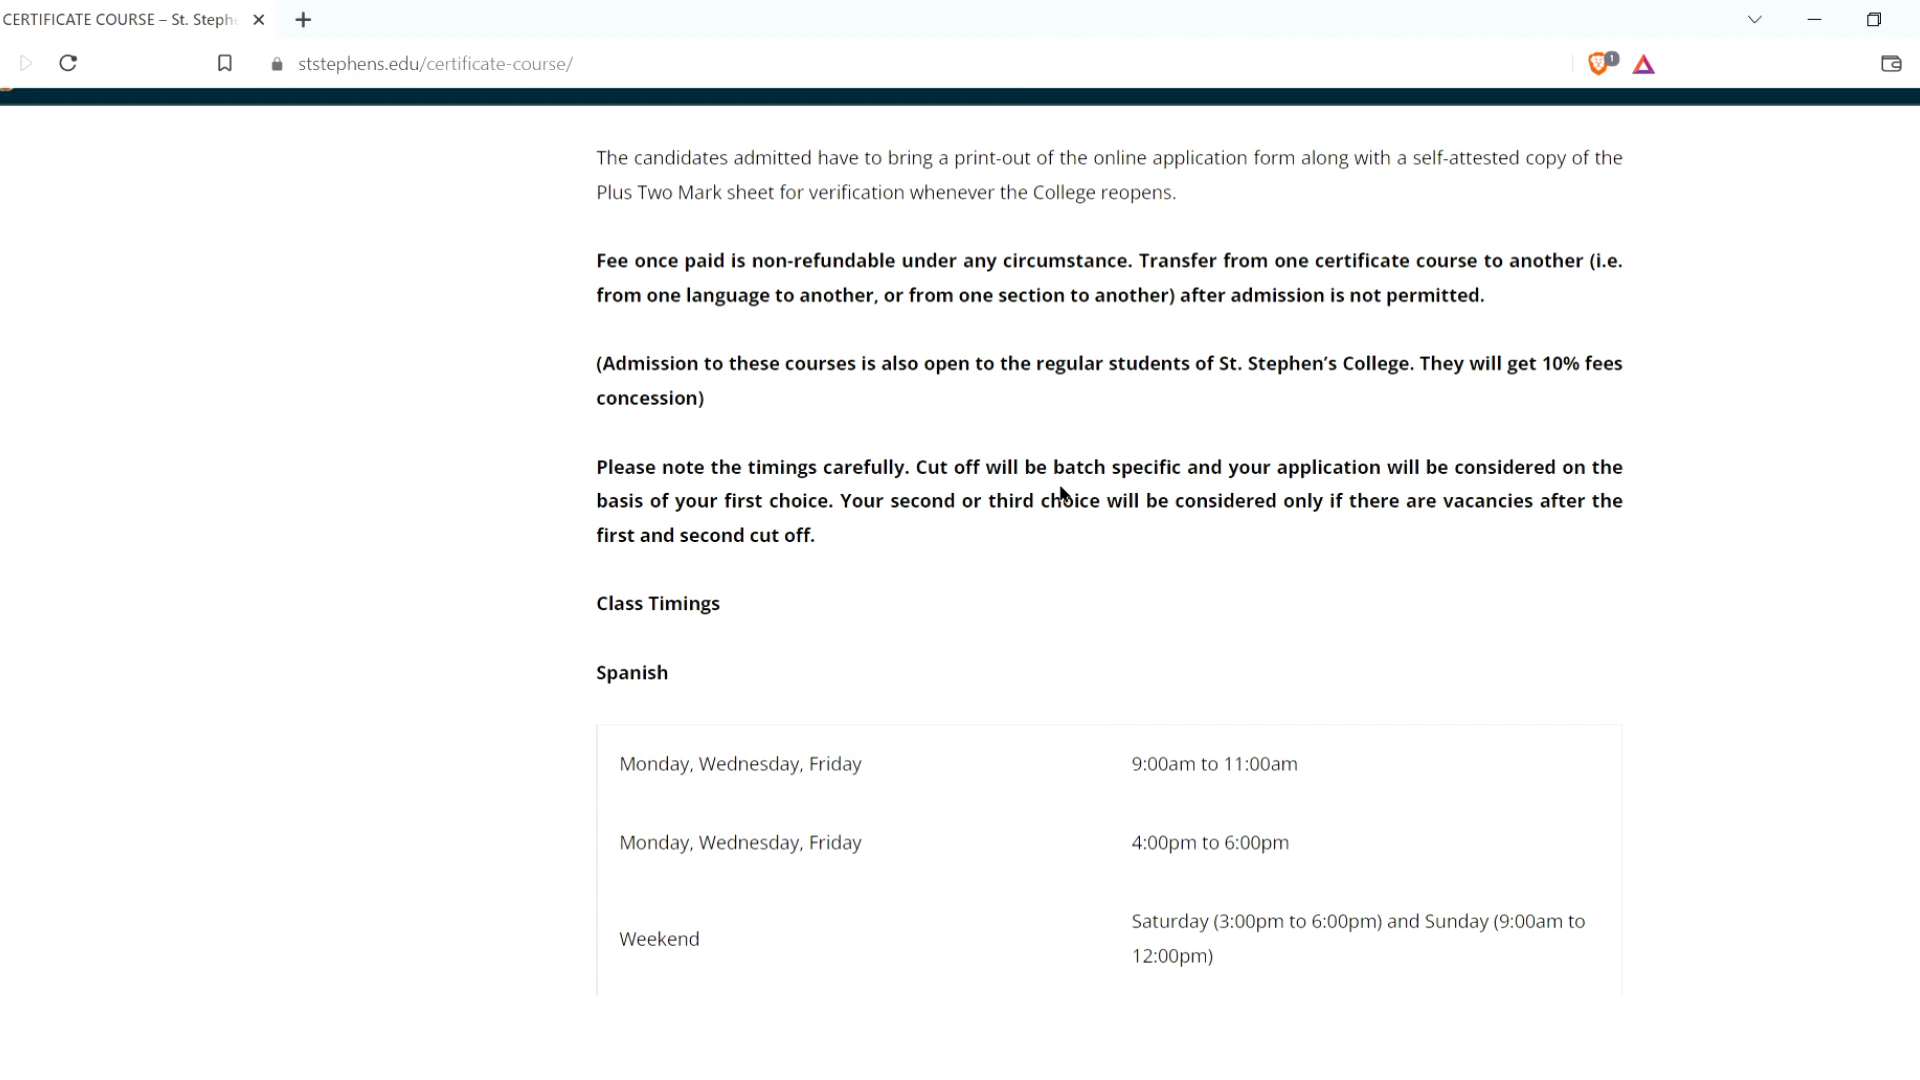 CERTIFICATE COURSE – St. Steph
ststephens.edu/certificate-course/
1
The candidates admitted have to bring a print-out of the online application form along with a self-attested copy of the
Plus Two Mark sheet for verification whenever the College reopens.
Fee once paid is non-refundable under any circumstance. Transfer from one certificate course to another (i.e.
from one language to another, or from one section to another) after admission is not permitted.
(Admission to these courses is also open to the regular students of St. Stephen’s College. They will get 10% fees
concession)
Please note the timings carefully. Cut off will be batch specific and your application will be considered on the
basis of your first choice. Your second or third choice will be considered only if there are vacancies after the
first and second cut off.
Class Timings
Spanish
Monday, Wednesday, Friday 9:00am to 11:00am
Monday, Wednesday, Friday 4:00pm to 6:00pm
Weekend Saturday (3:00pm to 6:00pm) and Sunday (9:00am to
12:00pm)